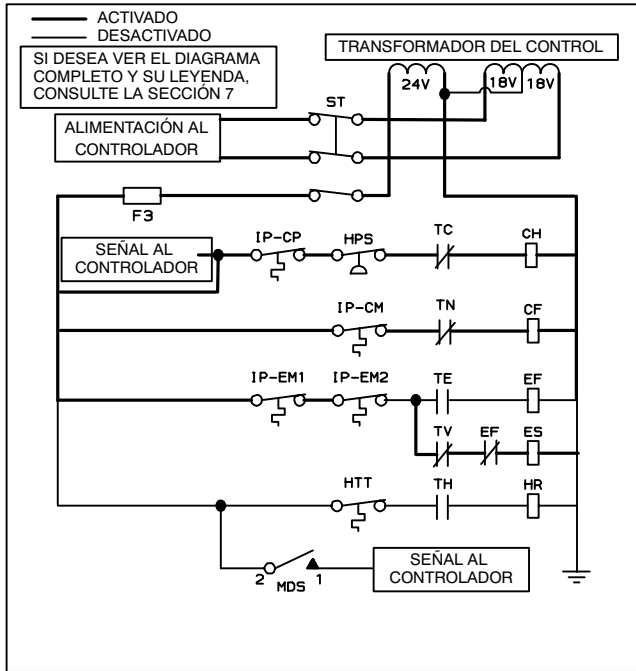 ACTIVADO
DESACTIVADO
SI DESEA VER EL DIAGRAMA
COMPLETO Y SU LEYENDA,
CONSULTE LA SECCIÓN 7
TRANSFORMADOR DEL CONTROL
24V
18V
18V
ST
ALIMENTACIÓN AL
CONTROLADOR
F3
SEÑAL AL
CONTROLADOR
IP-CP
HPS
TC
CH
IP-CM
TN
CF
IP-EM1
IP-EM2
TE
EF
TV
EF
ES
HTT
TH
HR
2
MDS
1
SEÑAL AL
CONTROLADOR